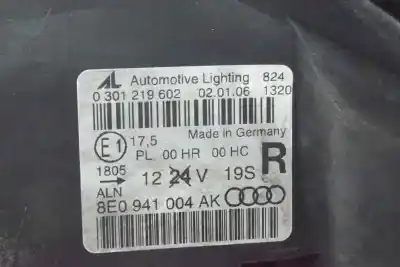 AL Automotive Lighting 824
0 301 219 602 02.01.06 1320
E1 17,5 Made in Germany
PL 00 HR 00 HC R
1805 12 24 V 19S
ALN
8E0 941 004 AK